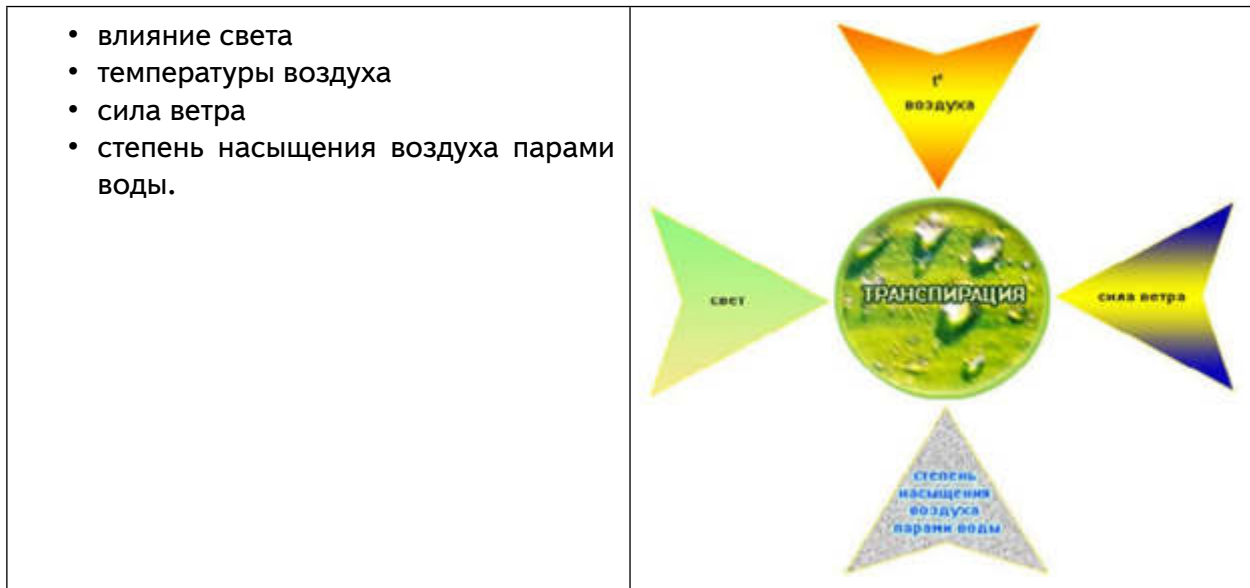 • влияние света
• температуры воздуха
• сила ветра
• степень насыщения воздуха парами
воды.
t°
воздуха
свет
ТРАНСПИРАЦИЯ
сила ветра
степень
насыщения
воздуха
парами воды